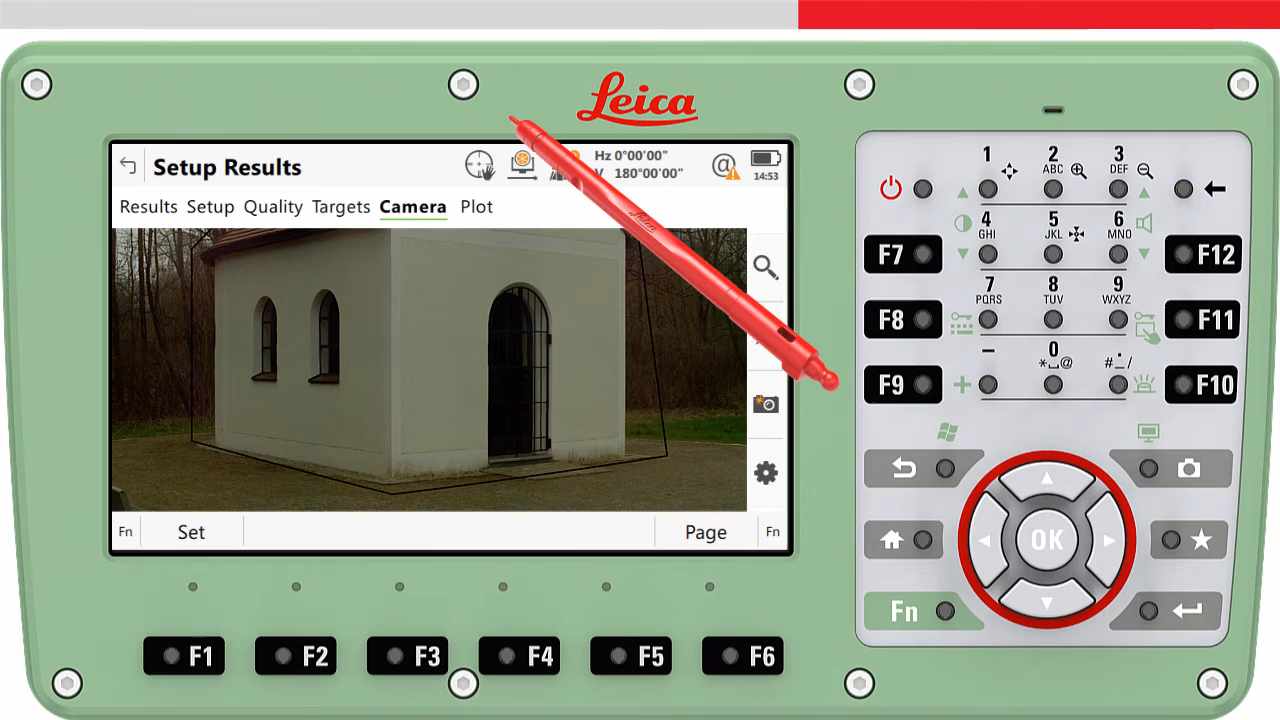 Leica
Setup Results
Hz 0°00'00"
V 180°00'00"
@
14:53
Results Setup Quality Targets Camera Plot
Fn Set Page Fn
F1 F2 F3 F4 F5 F6
1 2 ABC 3 DEF
4 GHI 5 JKL 6 MNO
F7 F12
7 PQRS 8 TUV 9 WXYZ
F8 F11
– 0 *⎵@ #./
F9 + F10
OK
Fn
Leica